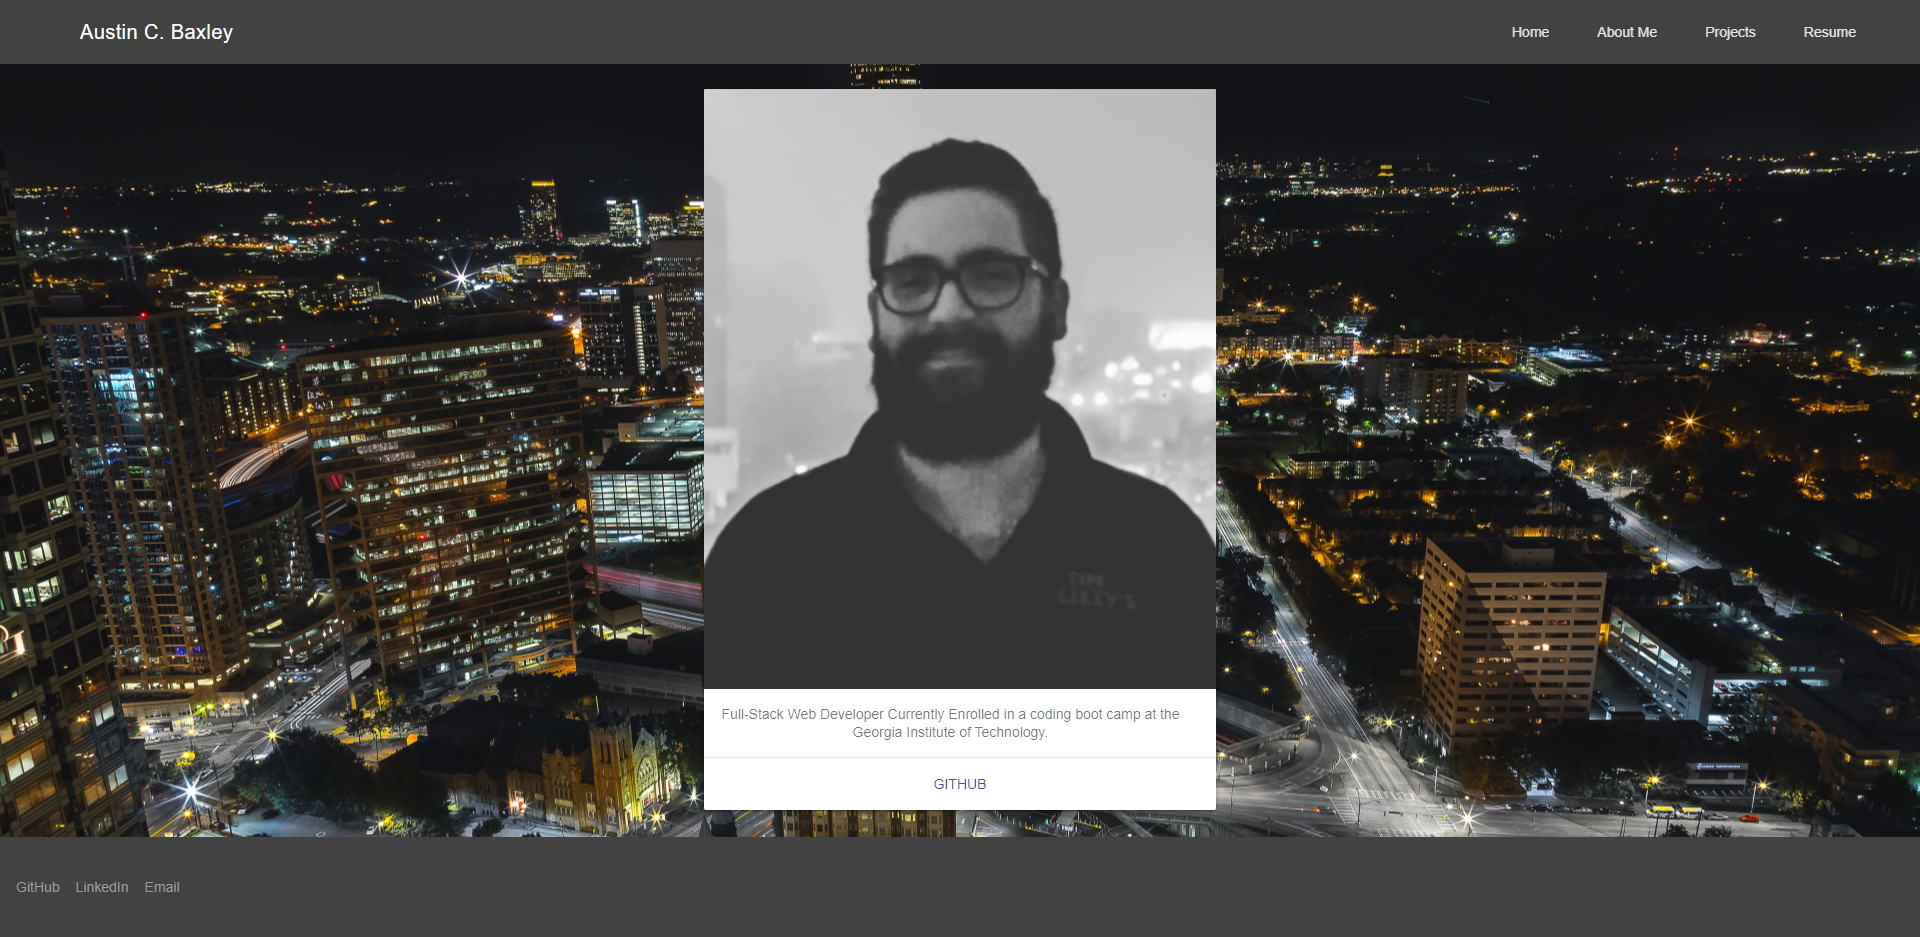 Austin C. Baxley
Home
About Me
Projects
Resume
TIN
LIZZY'S
Full-Stack Web Developer Currently Enrolled in a coding boot camp at the
Georgia Institute of Technology.
GITHUB
GitHub
LinkedIn
Email